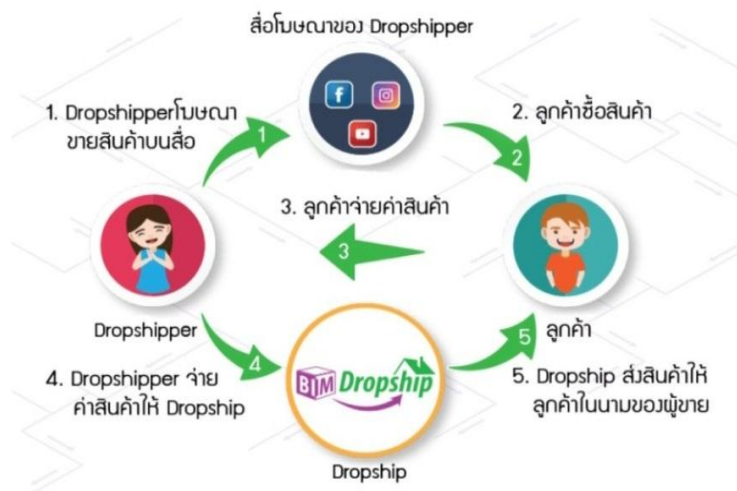 สื่อโฆษณาของ Dropshipper
1. Dropshipperโฆษณา
ขายสินค้าบนสื่อ
1
2. ลูกค้าซื้อสินค้า
2
3. ลูกค้าจ่ายค่าสินค้า
3
Dropshipper
ลูกค้า
4
5
BIM Dropship
4. Dropshipper จ่าย
ค่าสินค้าให้ Dropship
5. Dropship ส่งสินค้าให้
ลูกค้าในนามของผู้ขาย
Dropship